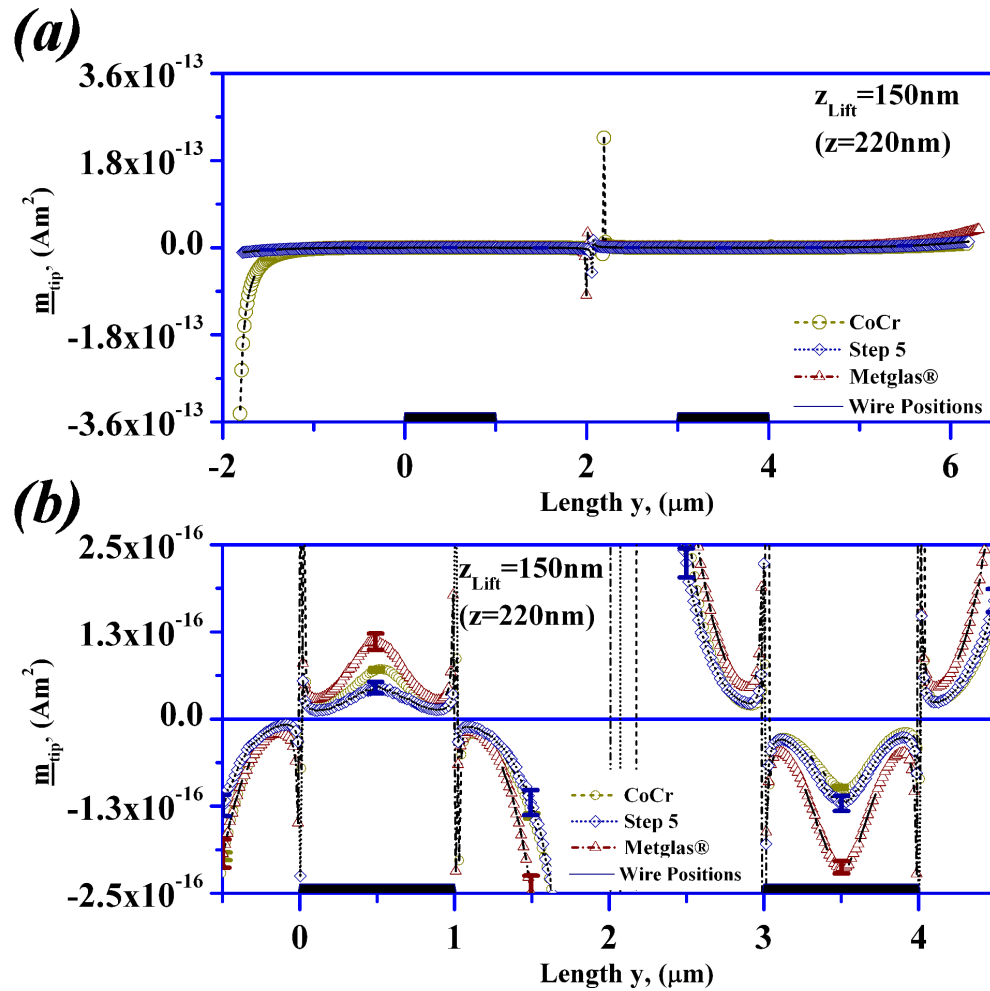 (a)
3.6x10⁻¹³
1.8x10⁻¹³
0.0
-1.8x10⁻¹³
-3.6x10⁻¹³
m_tip, (Am²)
z_Lift=150nm
(z=220nm)
CoCr
Step 5
Metglas®
Wire Positions
-2 0 2 4 6
Length y, (μm)
(b)
2.5x10⁻¹⁶
1.3x10⁻¹⁶
0.0
-1.3x10⁻¹⁶
-2.5x10⁻¹⁶
m_tip, (Am²)
z_Lift=150nm
(z=220nm)
CoCr
Step 5
Metglas®
Wire Positions
0 1 2 3 4
Length y, (μm)